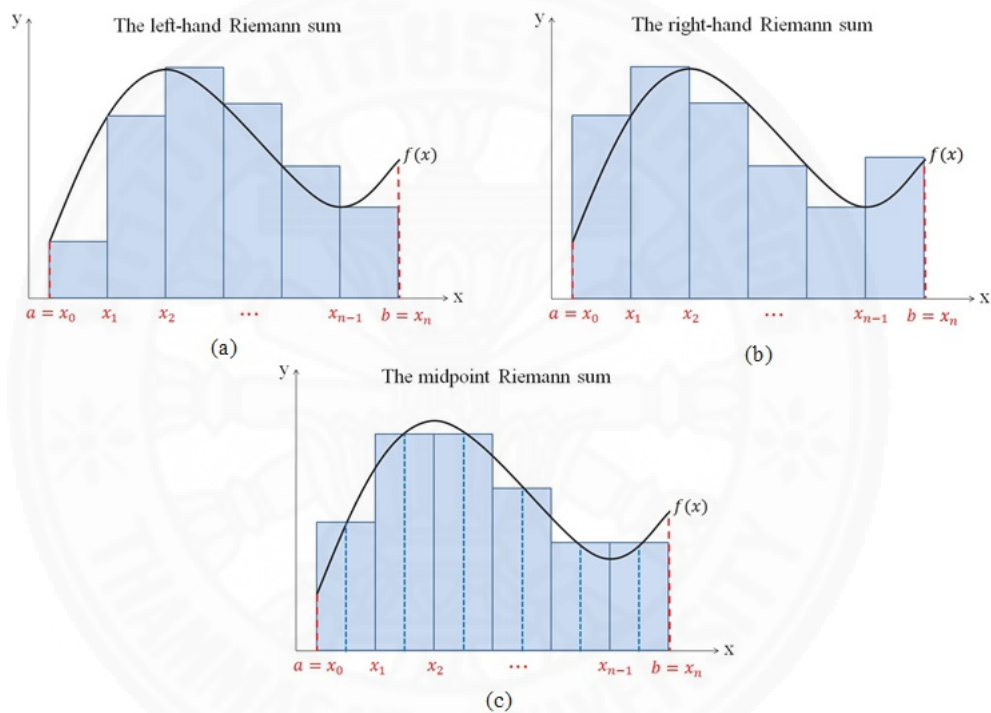 y
The left-hand Riemann sum
f(x)
x
a = x₀ x₁ x₂ ⋯ xₙ₋₁ b = xₙ
(a)
y
The right-hand Riemann sum
f(x)
x
a = x₀ x₁ x₂ ⋯ xₙ₋₁ b = xₙ
(b)
y
The midpoint Riemann sum
f(x)
x
a = x₀ x₁ x₂ ⋯ xₙ₋₁ b = xₙ
(c)